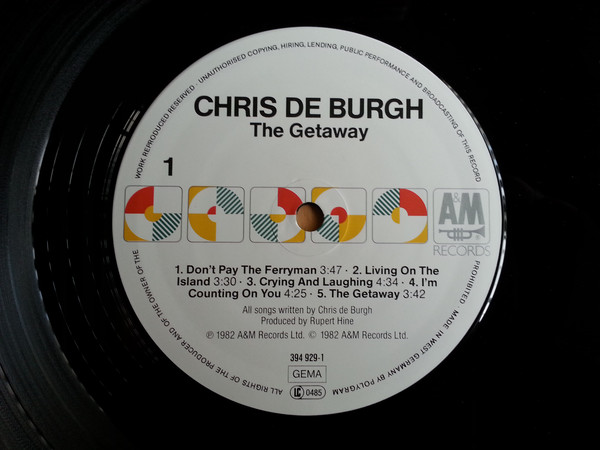 WORK REPRODUCED RESERVED · UNAUTHORISED COPYING, HIRING, LENDING, PUBLIC PERFORMANCE AND BROADCASTING OF THIS RECORD PROHIBITED. MADE IN WEST GERMANY BY POLYGRAM
CHRIS DE BURGH
The Getaway
1
A&M
RECORDS
1. Don't Pay The Ferryman 3:47 · 2. Living On The
Island 3:30 · 3. Crying And Laughing 4:34 · 4. I'm
Counting On You 4:25 · 5. The Getaway 3:42
All songs written by Chris de Burgh
Produced by Rupert Hine
℗ 1982 A&M Records Ltd. © 1982 A&M Records Ltd.
394 929-1
GEMA
LC 0485
ALL RIGHTS OF THE PRODUCER AND OF THE OWNER OF THE